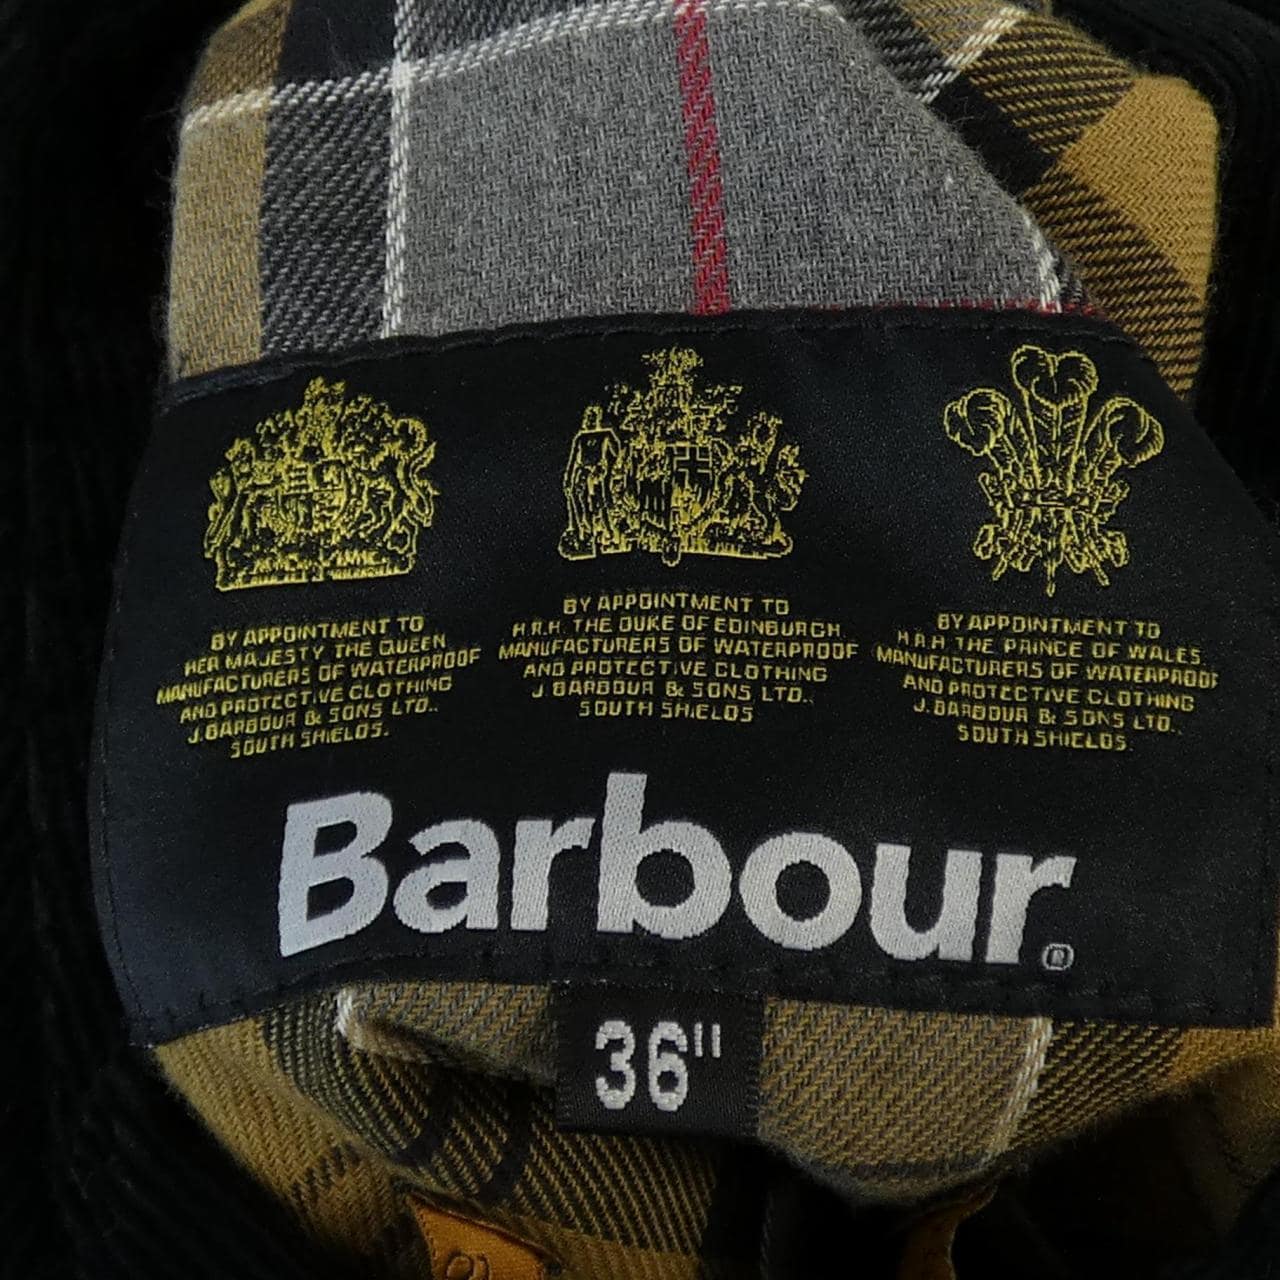 BY APPOINTMENT TO
HER MAJESTY THE QUEEN
MANUFACTURERS OF WATERPROOF
AND PROTECTIVE CLOTHING
J. BARBOUR & SONS LTD.,
SOUTH SHIELDS.
BY APPOINTMENT TO
H.R.H. THE DUKE OF EDINBURGH
MANUFACTURERS OF WATERPROOF
AND PROTECTIVE CLOTHING
J BARBOUR & SONS LTD.,
SOUTH SHIELDS
BY APPOINTMENT TO
H.R.H THE PRINCE OF WALES
MANUFACTURERS OF WATERPROOF
AND PROTECTIVE CLOTHING
J. BARBOUR & SONS LTD.,
SOUTH SHIELDS.
Barbour®
36"